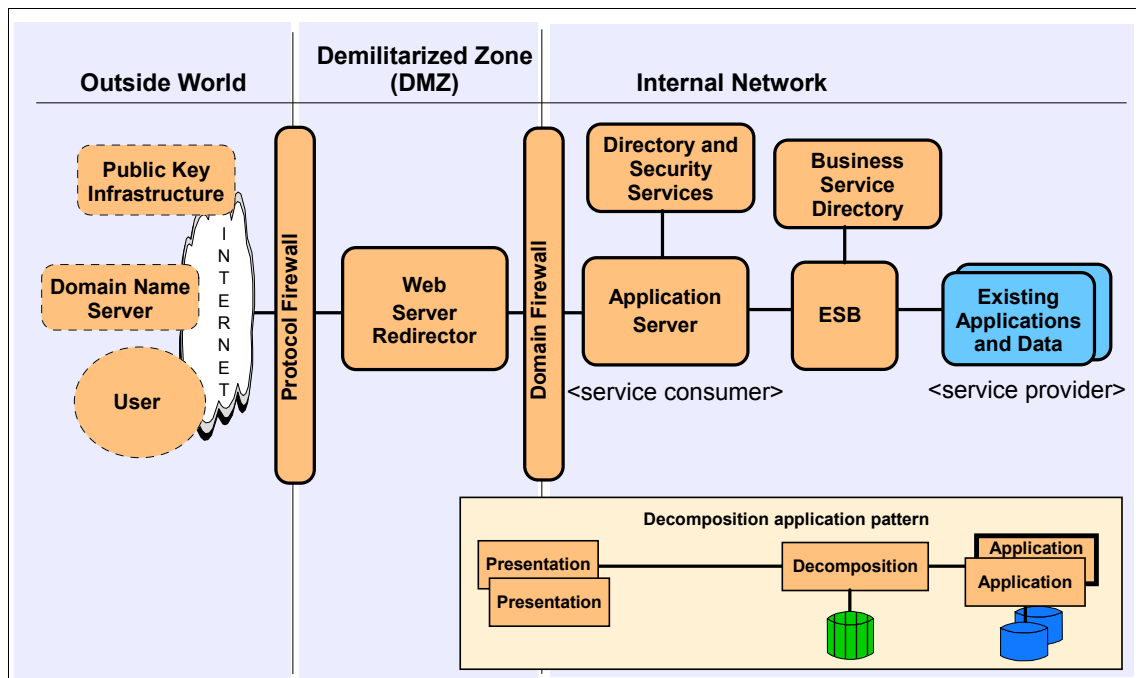 Outside World
Demilitarized Zone
(DMZ)
Internal Network
Public Key
Infrastructure
Domain Name
Server
User
INTERNET
Protocol Firewall
Web
Server
Redirector
Domain Firewall
Directory and
Security
Services
Application
Server
<service consumer>
Business
Service
Directory
ESB
Existing
Applications
and Data
<service provider>
Decomposition application pattern
Presentation
Presentation
Decomposition
Application
Application